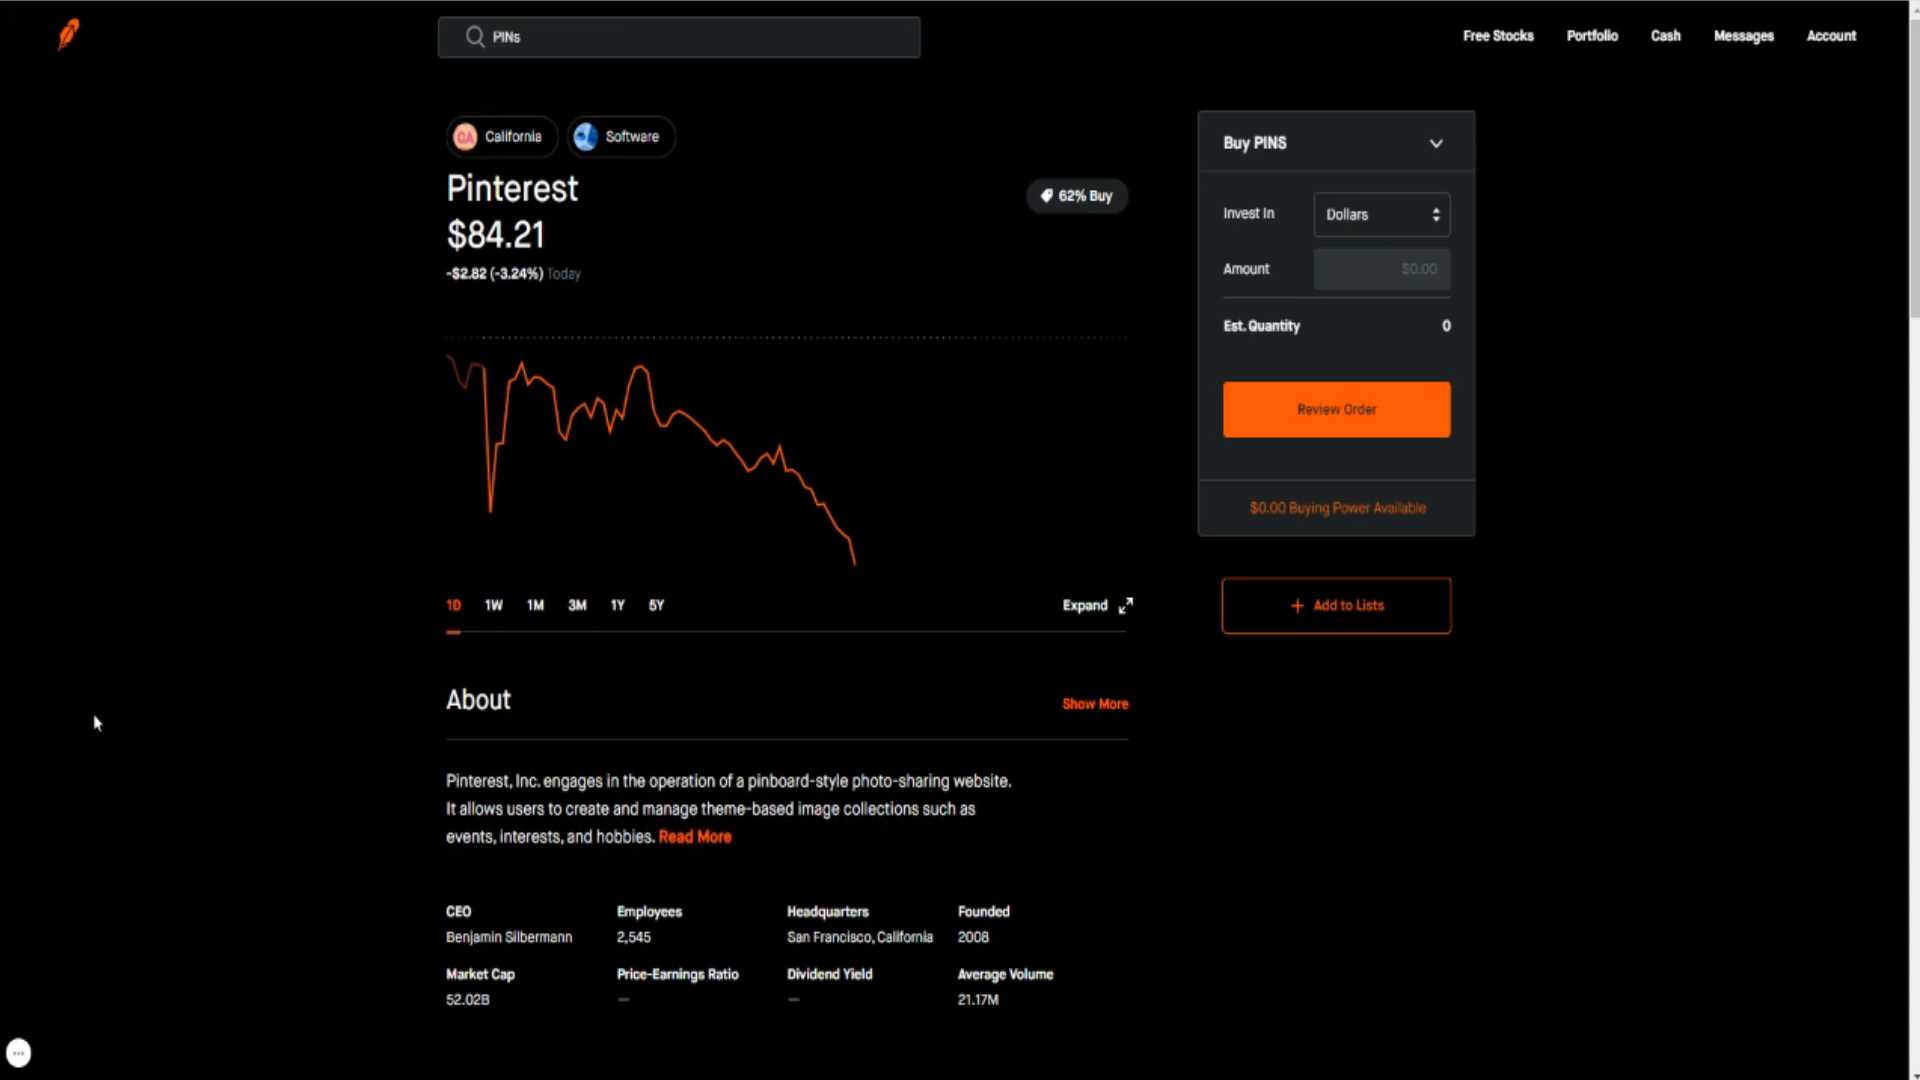 PINs
Free Stocks
Portfolio
Cash
Messages
Account
CA California
Software
Pinterest
$84.21
-$2.82 (-3.24%) Today
62% Buy
1D 1W 1M 3M 1Y 5Y
Expand
About
Show More
Pinterest, Inc. engages in the operation of a pinboard-style photo-sharing website.
It allows users to create and manage theme-based image collections such as
events, interests, and hobbies. Read More
CEO
Benjamin Silbermann
Employees
2,545
Headquarters
San Francisco, California
Founded
2008
Market Cap
52.02B
Price-Earnings Ratio
—
Dividend Yield
—
Average Volume
21.17M
Buy PINS
Invest In
Dollars
Amount
$0.00
Est. Quantity
0
Review Order
$0.00 Buying Power Available
+ Add to Lists